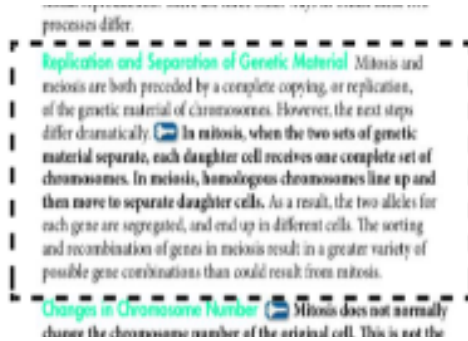 processes differ.
Replication and Separation of Genetic Material Mitosis and
meiosis are both preceded by a complete copying, or replication,
of the genetic material of chromosomes. However, the next steps
differ dramatically. In mitosis, when the two sets of genetic
material separate, each daughter cell receives one complete set of
chromosomes. In meiosis, homologous chromosomes line up and
then move to separate daughter cells. As a result, the two alleles for
each gene are segregated, and end up in different cells. The sorting
and recombination of genes in meiosis result in a greater variety of
possible gene combinations than could result from mitosis.
Changes in Chromosome Number Mitosis does not normally
change the chromosome number of the original cell. This is not the